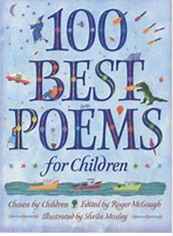 100
BEST
POEMS
for Children
Chosen by Children • Edited by Roger McGough
Illustrated by Sheila Moxley